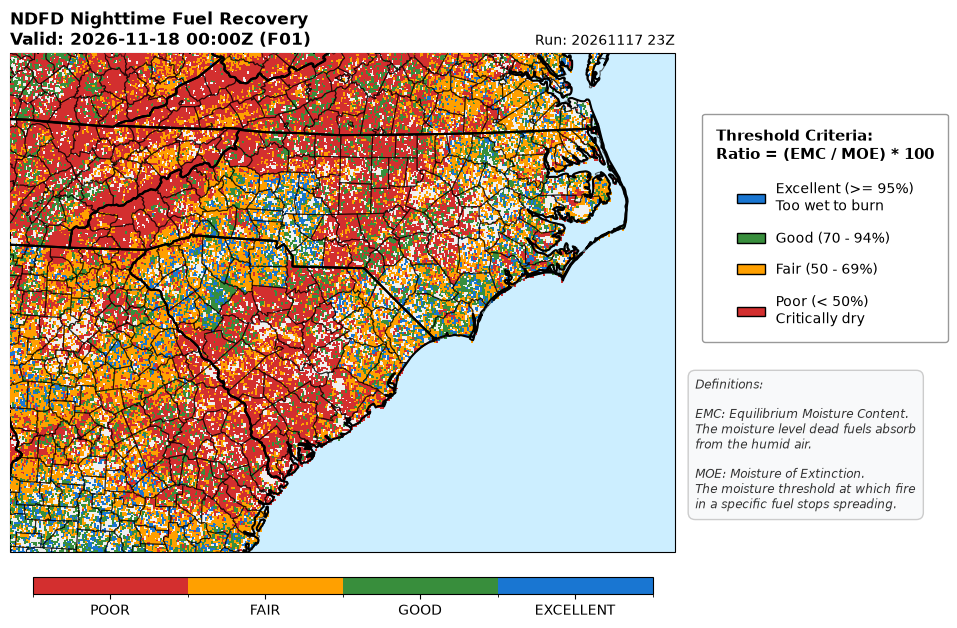 NDFD Nighttime Fuel Recovery
Valid: 2026-11-18 00:00Z (F01)
Run: 20261117 23Z
Threshold Criteria:
Ratio = (EMC / MOE) * 100
Excellent (>= 95%)
Too wet to burn
Good (70 - 94%)
Fair (50 - 69%)
Poor (< 50%)
Critically dry
Definitions:
EMC: Equilibrium Moisture Content.
The moisture level dead fuels absorb
from the humid air.
MOE: Moisture of Extinction.
The moisture threshold at which fire
in a specific fuel stops spreading.
POOR
FAIR
GOOD
EXCELLENT